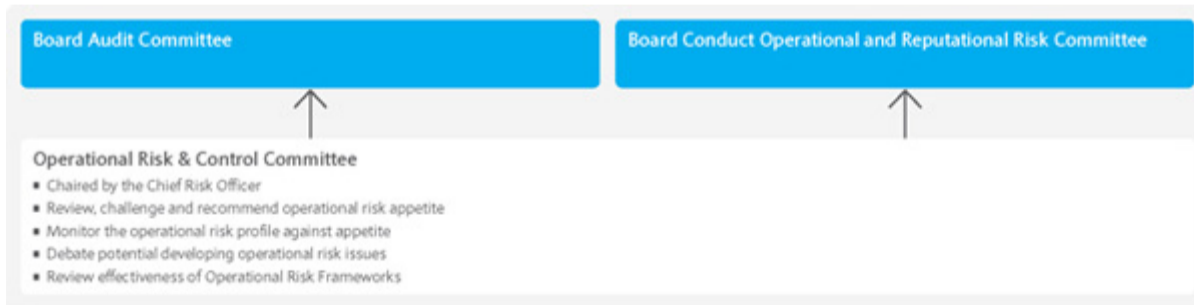 Board Audit Committee
Board Conduct Operational and Reputational Risk Committee
Operational Risk & Control Committee
▪ Chaired by the Chief Risk Officer
▪ Review, challenge and recommend operational risk appetite
▪ Monitor the operational risk profile against appetite
▪ Debate potential developing operational risk issues
▪ Review effectiveness of Operational Risk Frameworks